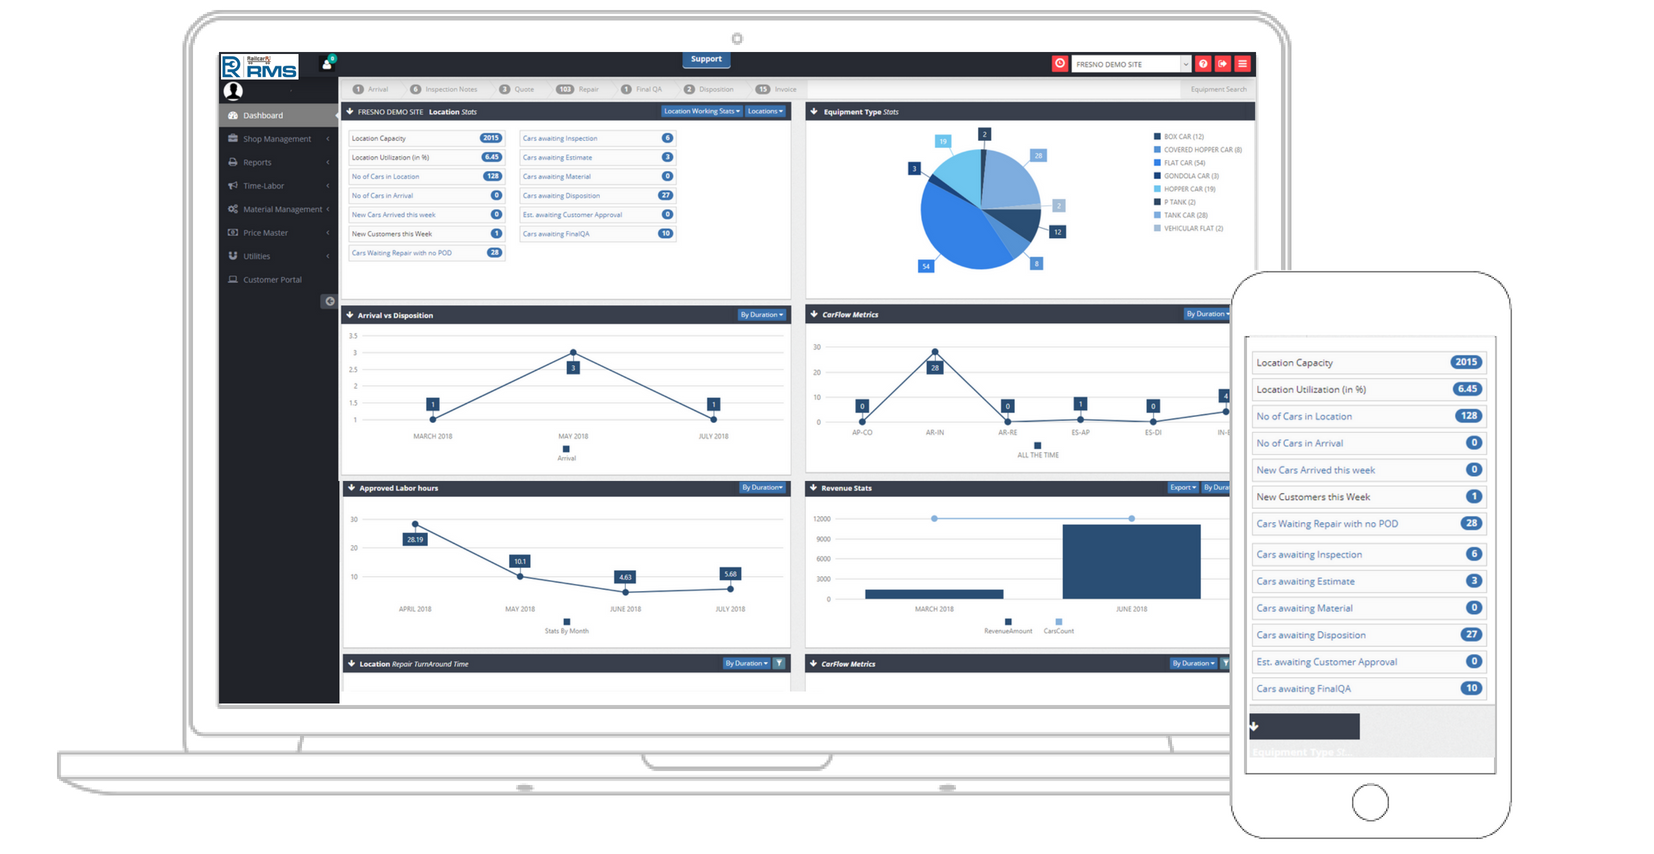 RailcarRx
RMS
0
Support
FRESNO DEMO SITE
1 Arrival 6 Inspection Notes 3 Quote 103 Repair 1 Final QA 2 Disposition 15 Invoice
Equipment Search
Dashboard
Shop Management
Reports
Time-Labor
Material Management
Price Master
Utilities
Customer Portal
FRESNO DEMO SITE Location Stats
Location Working Stats
Locations
Location Capacity 2015
Location Utilization (in %) 6.45
No of Cars in Location 128
No of Cars in Arrival 0
New Cars Arrived this week 0
New Customers this Week 1
Cars Waiting Repair with no POD 28
Cars awaiting Inspection 6
Cars awaiting Estimate 3
Cars awaiting Material 0
Cars awaiting Disposition 27
Est. awaiting Customer Approval 0
Cars awaiting FinalQA 10
Equipment Type Stats
2
19
28
3
2
12
8
54
BOX CAR (12)
COVERED HOPPER CAR (8)
FLAT CAR (54)
GONDOLA CAR (3)
HOPPER CAR (19)
P TANK (2)
TANK CAR (28)
VEHICULAR FLAT (2)
Arrival vs Disposition
By Duration
3.5
3
2.5
2
1.5
1
1
3
1
MARCH 2018 MAY 2018 JULY 2018
Arrival
CarFlow Metrics
By Duration
30
20
10
0
0
28
0
1
0
4
AP-CO AR-IN AR-RE ES-AP ES-DI IN-E
ALL THE TIME
Approved Labor hours
By Duration
30
20
10
28.19
10.1
4.63
5.68
APRIL 2018 MAY 2018 JUNE 2018 JULY 2018
Stats By Month
Revenue Stats
Export
By Dura
12000
9000
6000
3000
0
MARCH 2018 JUNE 2018
RevenueAmount CarsCount
Location Repair TurnAround Time
By Duration
CarFlow Metrics
By Duration
Location Capacity 2015
Location Utilization (in %) 6.45
No of Cars in Location 128
No of Cars in Arrival 0
New Cars Arrived this week 0
New Customers this Week 1
Cars Waiting Repair with no POD 28
Cars awaiting Inspection 6
Cars awaiting Estimate 3
Cars awaiting Material 0
Cars awaiting Disposition 27
Est. awaiting Customer Approval 0
Cars awaiting FinalQA 10
Equipment Type St